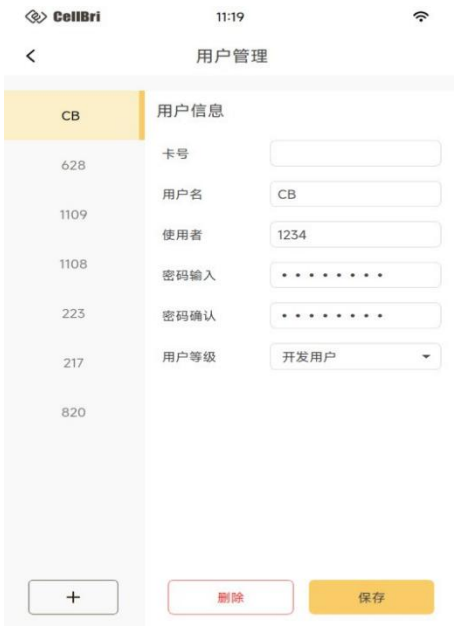 CellBri 11:19
用户管理
CB
628
1109
1108
223
217
820
+
用户信息
卡号
用户名 CB
使用者 1234
密码输入 ● ● ● ● ● ● ● ●
密码确认 ● ● ● ● ● ● ● ●
用户等级 开发用户
删除 保存